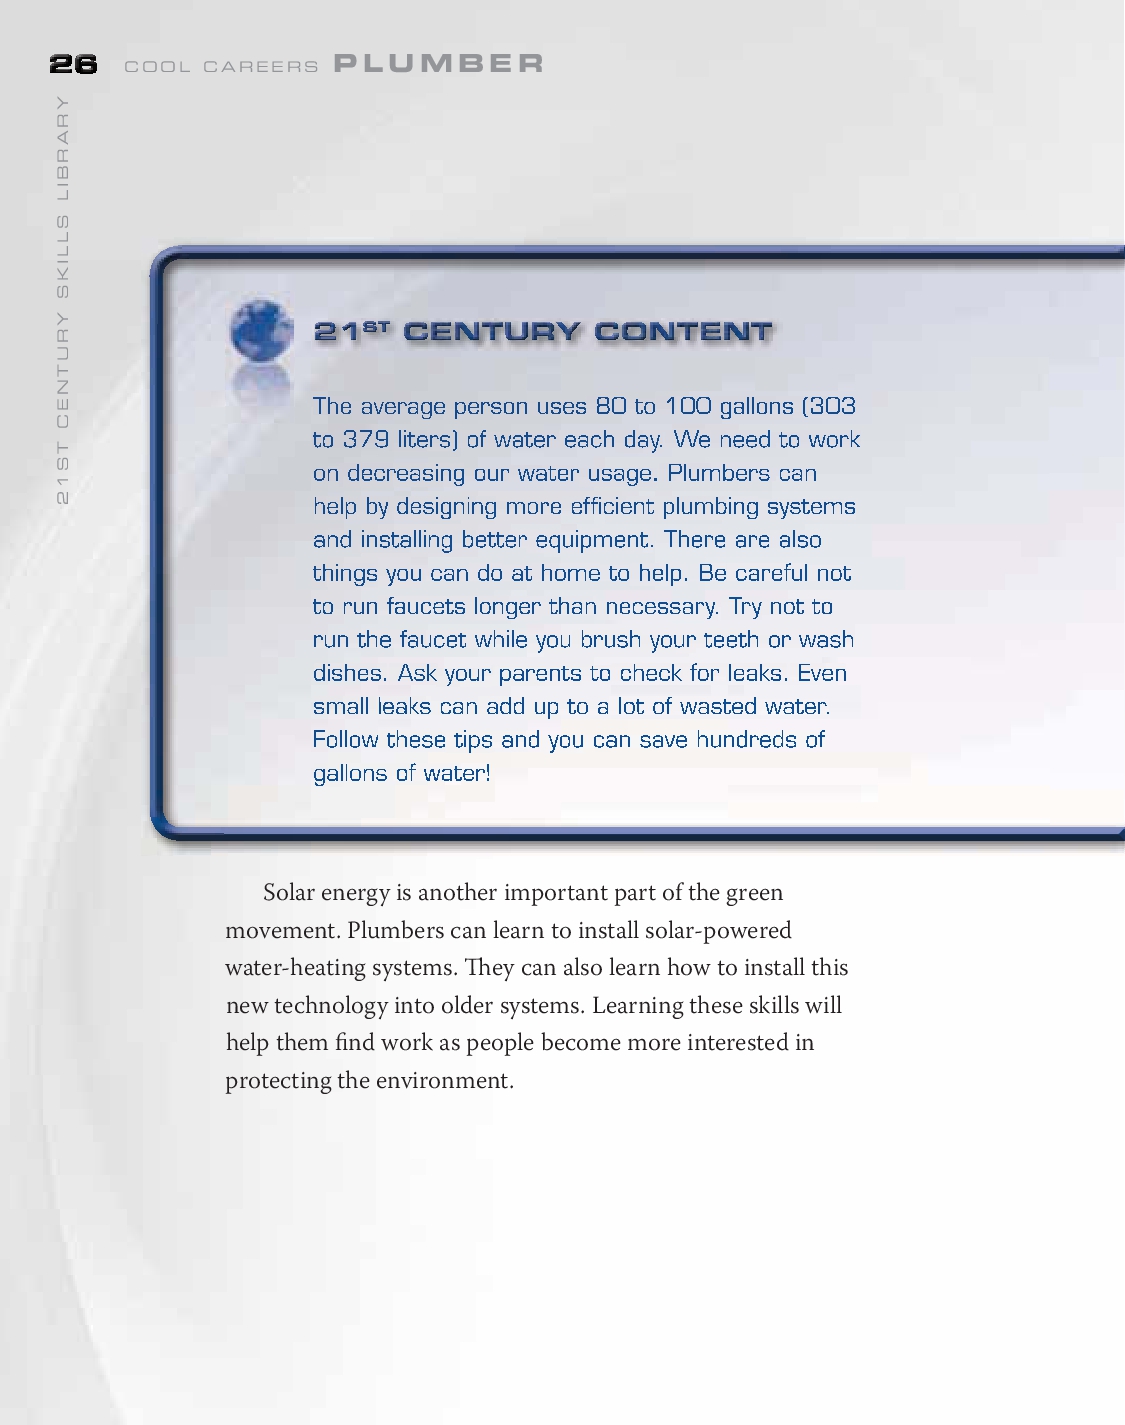 26 COOL CAREERS PLUMBER
21ST CENTURY SKILLS LIBRARY
21ST CENTURY CONTENT
The average person uses 80 to 100 gallons (303
to 379 liters) of water each day. We need to work
on decreasing our water usage. Plumbers can
help by designing more efficient plumbing systems
and installing better equipment. There are also
things you can do at home to help. Be careful not
to run faucets longer than necessary. Try not to
run the faucet while you brush your teeth or wash
dishes. Ask your parents to check for leaks. Even
small leaks can add up to a lot of wasted water.
Follow these tips and you can save hundreds of
gallons of water!
Solar energy is another important part of the green
movement. Plumbers can learn to install solar-powered
water-heating systems. They can also learn how to install this
new technology into older systems. Learning these skills will
help them find work as people become more interested in
protecting the environment.